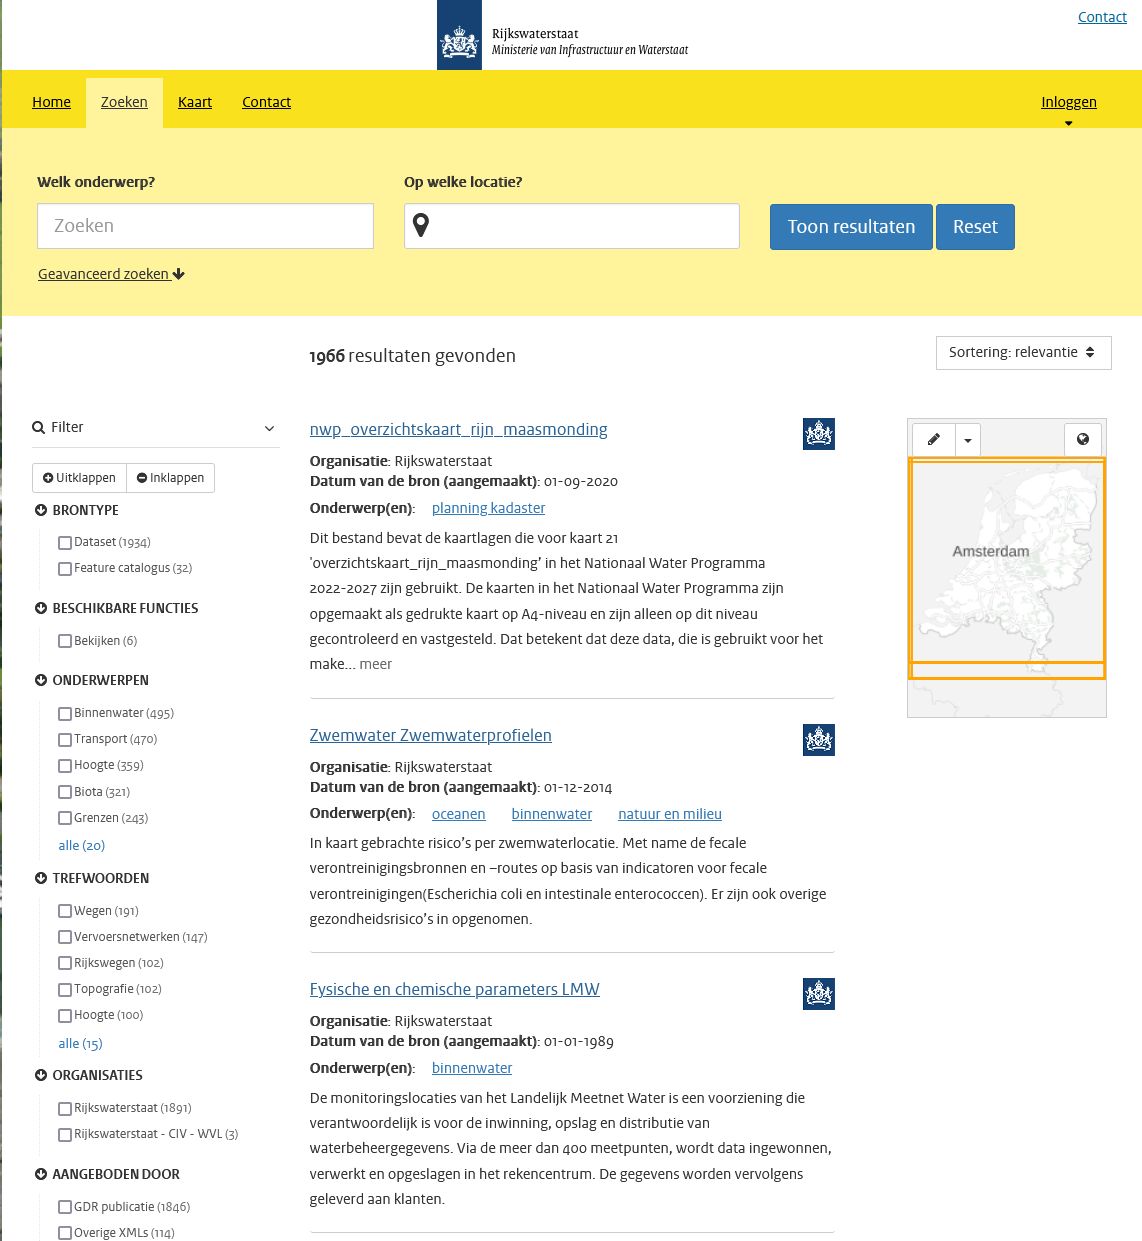 Contact
Rijkswaterstaat
Ministerie van Infrastructuur en Waterstaat
Home
Zoeken
Kaart
Contact
Inloggen
Welk onderwerp?
Op welke locatie?
Zoeken
Toon resultaten
Reset
Geavanceerd zoeken
1966 resultaten gevonden
Sortering: relevantie
Filter
Uitklappen
Inklappen
BRONTYPE
Dataset (1934)
Feature catalogus (32)
BESCHIKBARE FUNCTIES
Bekijken (6)
ONDERWERPEN
Binnenwater (495)
Transport (470)
Hoogte (359)
Biota (321)
Grenzen (243)
alle (20)
TREFWOORDEN
Wegen (191)
Vervoersnetwerken (147)
Rijkswegen (102)
Topografie (102)
Hoogte (100)
alle (15)
ORGANISATIES
Rijkswaterstaat (1891)
Rijkswaterstaat - CIV - WVL (3)
AANGEBODEN DOOR
GDR publicatie (1846)
Overige XMLs (114)
nwp_overzichtskaart_rijn_maasmonding
Organisatie: Rijkswaterstaat
Datum van de bron (aangemaakt): 01-09-2020
Onderwerp(en): planning kadaster
Dit bestand bevat de kaartlagen die voor kaart 21
'overzichtskaart_rijn_maasmonding’ in het Nationaal Water Programma
2022-2027 zijn gebruikt. De kaarten in het Nationaal Water Programma zijn
opgemaakt als gedrukte kaart op A4-niveau en zijn alleen op dit niveau
gecontroleerd en vastgesteld. Dat betekent dat deze data, die is gebruikt voor het
make... meer
Zwemwater Zwemwaterprofielen
Organisatie: Rijkswaterstaat
Datum van de bron (aangemaakt): 01-12-2014
Onderwerp(en): oceanen binnenwater natuur en milieu
In kaart gebrachte risico’s per zwemwaterlocatie. Met name de fecale
verontreinigingsbronnen en –routes op basis van indicatoren voor fecale
verontreinigingen(Escherichia coli en intestinale enterococcen). Er zijn ook overige
gezondheidsrisico’s in opgenomen.
Fysische en chemische parameters LMW
Organisatie: Rijkswaterstaat
Datum van de bron (aangemaakt): 01-01-1989
Onderwerp(en): binnenwater
De monitoringslocaties van het Landelijk Meetnet Water is een voorziening die
verantwoordelijk is voor de inwinning, opslag en distributie van
waterbeheergegevens. Via de meer dan 400 meetpunten, wordt data ingewonnen,
verwerkt en opgeslagen in het rekencentrum. De gegevens worden vervolgens
geleverd aan klanten.
Amsterdam